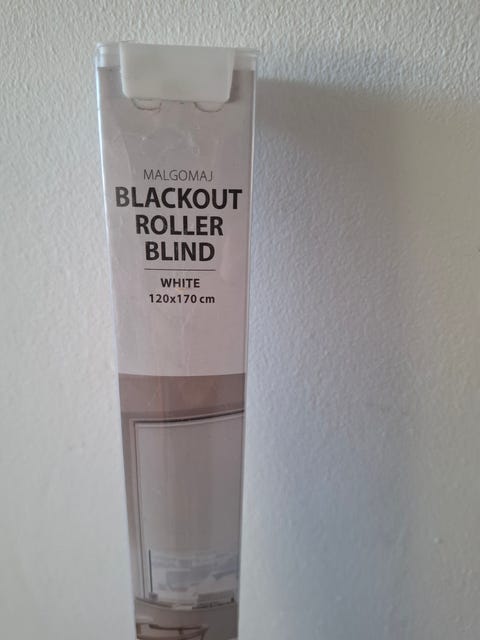 MALGOMAJ
BLACKOUT
ROLLER
BLIND
WHITE
120x170 cm